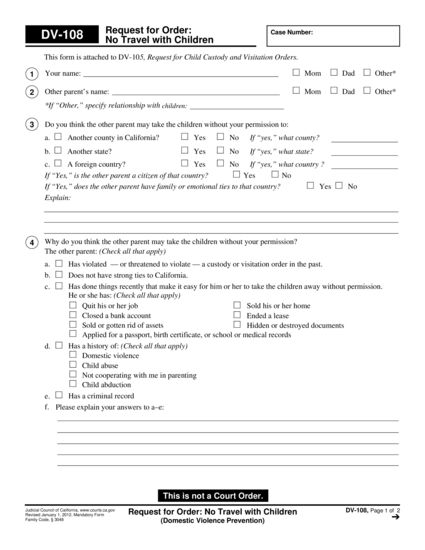 DV-108
Request for Order:
No Travel with Children
Case Number:
This form is attached to DV-105, Request for Child Custody and Visitation Orders.
1 Your name: Mom Dad Other*
2 Other parent's name: Mom Dad Other*
*If "Other," specify relationship with children:
3 Do you think the other parent may take the children without your permission to:
a. Another county in California? Yes No If "yes," what county?
b. Another state? Yes No If "yes," what state?
c. A foreign country? Yes No If "yes," what country ?
If "Yes," is the other parent a citizen of that country? Yes No
If "Yes," does the other parent have family or emotional ties to that country? Yes No
Explain:
4 Why do you think the other parent may take the children without your permission?
The other parent: (Check all that apply)
a. Has violated — or threatened to violate — a custody or visitation order in the past.
b. Does not have strong ties to California.
c. Has done things recently that make it easy for him or her to take the children away without permission.
He or she has: (Check all that apply)
Quit his or her job Sold his or her home
Closed a bank account Ended a lease
Sold or gotten rid of assets Hidden or destroyed documents
Applied for a passport, birth certificate, or school or medical records
d. Has a history of: (Check all that apply)
Domestic violence
Child abuse
Not cooperating with me in parenting
Child abduction
e. Has a criminal record
f. Please explain your answers to a–e:
This is not a Court Order.
Judicial Council of California, www.courts.ca.gov
Revised January 1, 2012, Mandatory Form
Family Code, § 3048
Request for Order: No Travel with Children
(Domestic Violence Prevention)
DV-108, Page 1 of 2
➔